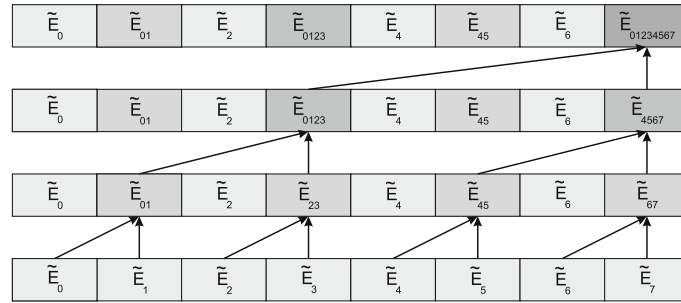 Ẽ₀ Ẽ₀₁ Ẽ₂ Ẽ₀₁₂₃ Ẽ₄ Ẽ₄₅ Ẽ₆ Ẽ₀₁₂₃₄₅₆₇
Ẽ₀ Ẽ₀₁ Ẽ₂ Ẽ₀₁₂₃ Ẽ₄ Ẽ₄₅ Ẽ₆ Ẽ₄₅₆₇
Ẽ₀ Ẽ₀₁ Ẽ₂ Ẽ₂₃ Ẽ₄ Ẽ₄₅ Ẽ₆ Ẽ₆₇
Ẽ₀ Ẽ₁ Ẽ₂ Ẽ₃ Ẽ₄ Ẽ₅ Ẽ₆ Ẽ₇